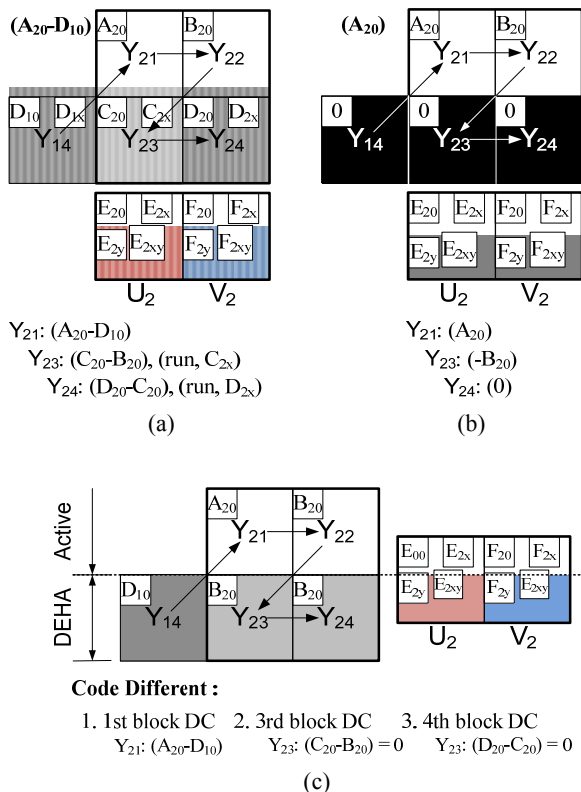 (A20-D10) A20 B20
Y21 Y22
D10 D1x C20 C2x D20 D2x
Y14 Y23 Y24
E20 E2x F20 F2x
E2y E2xy F2y F2xy
U2 V2
Y21: (A20-D10)
Y23: (C20-B20), (run, C2x)
Y24: (D20-C20), (run, D2x)
(a)
(A20) A20 B20
Y21 Y22
0 0 0
Y14 Y23 Y24
E20 E2x F20 F2x
E2y E2xy F2y F2xy
U2 V2
Y21: (A20)
Y23: (-B20)
Y24: (0)
(b)
Active
DEHA
A20 B20
Y21 Y22
D10 B20 B20
Y14 Y23 Y24
E00 E2x F20 F2x
E2y E2xy F2y E2xy
U2 V2
Code Different :
1. 1st block DC 2. 3rd block DC 3. 4th block DC
Y21: (A20-D10) Y23: (C20-B20) = 0 Y23: (D20-C20) = 0
(c)